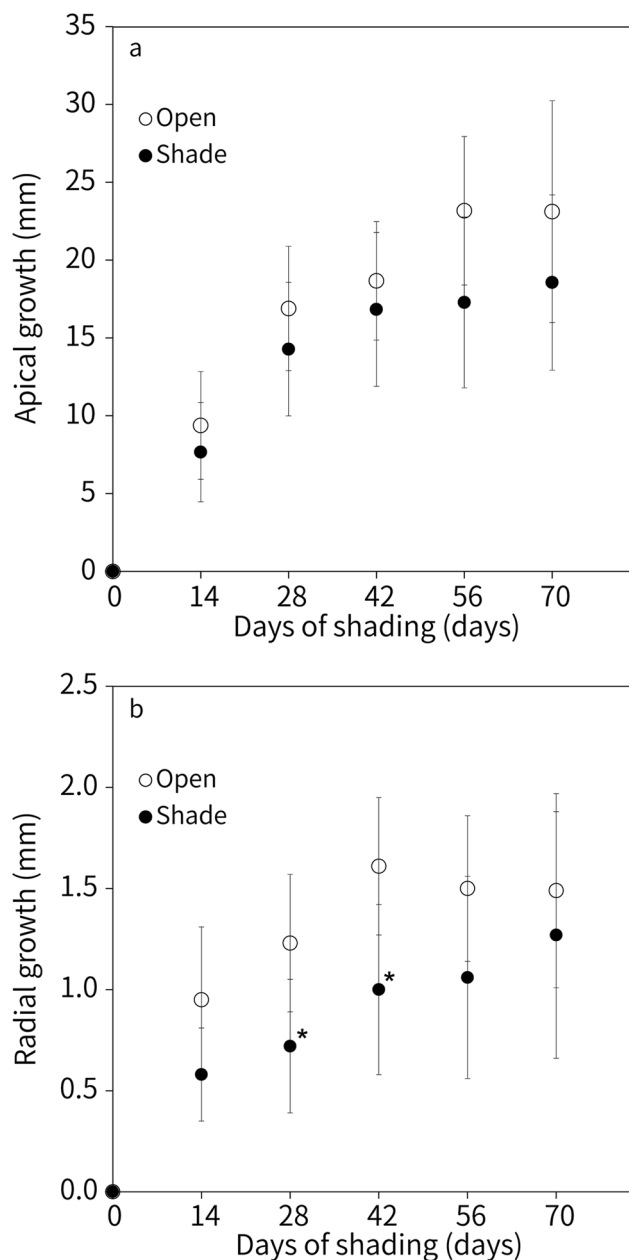 35
a
30
Open
Shade
25
20
15
10
5
0
Apical growth (mm)
0 14 28 42 56 70
Days of shading (days)
2.5
b
Open
Shade
2.0
1.5
1.0
0.5
0.0
Radial growth (mm)
*
*
0 14 28 42 56 70
Days of shading (days)